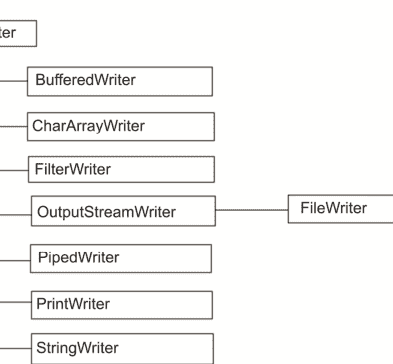 ter
BufferedWriter
CharArrayWriter
FilterWriter
OutputStreamWriter
FileWriter
PipedWriter
PrintWriter
StringWriter